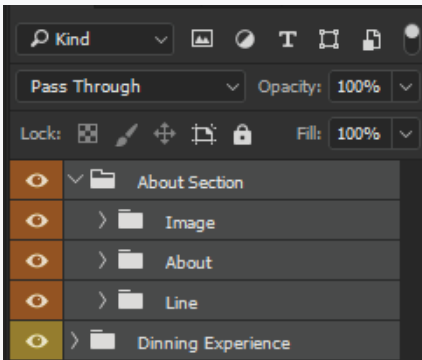 Kind
Pass Through Opacity: 100%
Lock: Fill: 100%
About Section
Image
About
Line
Dinning Experience